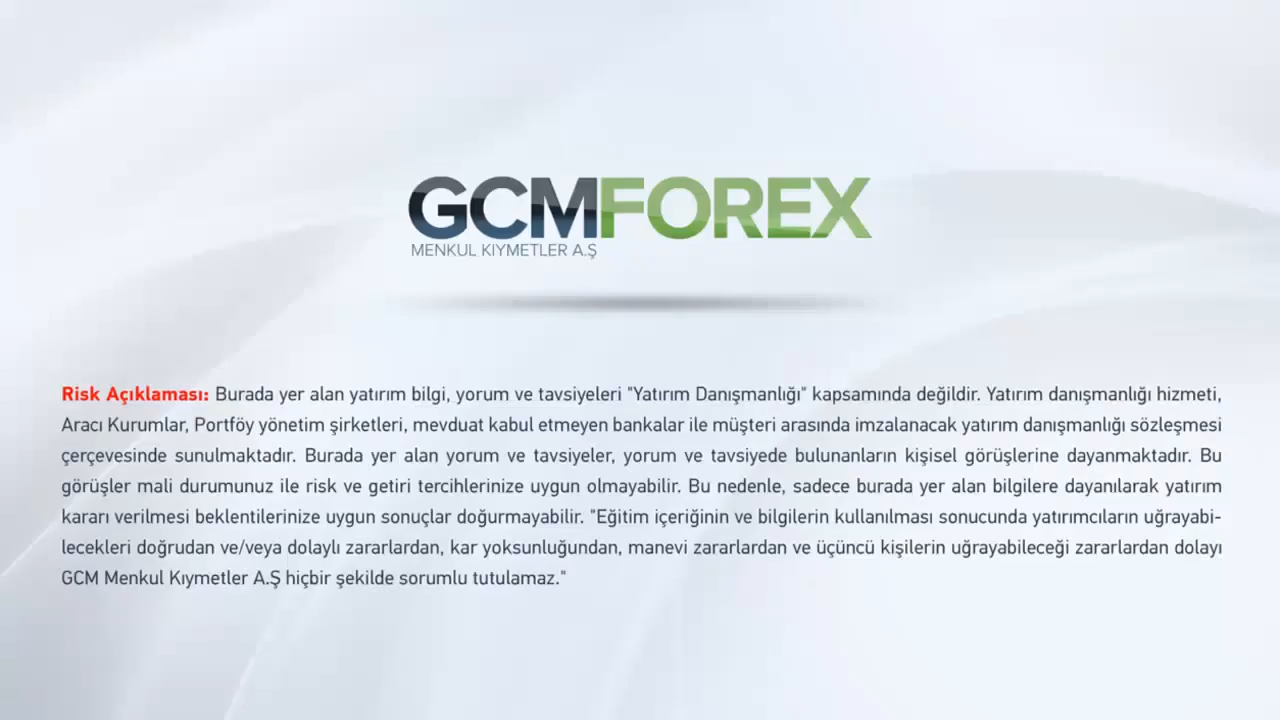 GCMFOREX
MENKUL KIYMETLER A.Ş
Risk Açıklaması: Burada yer alan yatırım bilgi, yorum ve tavsiyeleri "Yatırım Danışmanlığı" kapsamında değildir. Yatırım danışmanlığı hizmeti,
Aracı Kurumlar, Portföy yönetim şirketleri, mevduat kabul etmeyen bankalar ile müşteri arasında imzalanacak yatırım danışmanlığı sözleşmesi
çerçevesinde sunulmaktadır. Burada yer alan yorum ve tavsiyeler, yorum ve tavsiyede bulunanların kişisel görüşlerine dayanmaktadır. Bu
görüşler mali durumunuz ile risk ve getiri tercihlerinize uygun olmayabilir. Bu nedenle, sadece burada yer alan bilgilere dayanılarak yatırım
kararı verilmesi beklentilerinize uygun sonuçlar doğurmayabilir. "Eğitim içeriğinin ve bilgilerin kullanılması sonucunda yatırımcıların uğrayabi-
lecekleri doğrudan ve/veya dolaylı zararlardan, kar yoksunluğundan, manevi zararlardan ve üçüncü kişilerin uğrayabileceği zararlardan dolayı
GCM Menkul Kıymetler A.Ş hiçbir şekilde sorumlu tutulamaz."